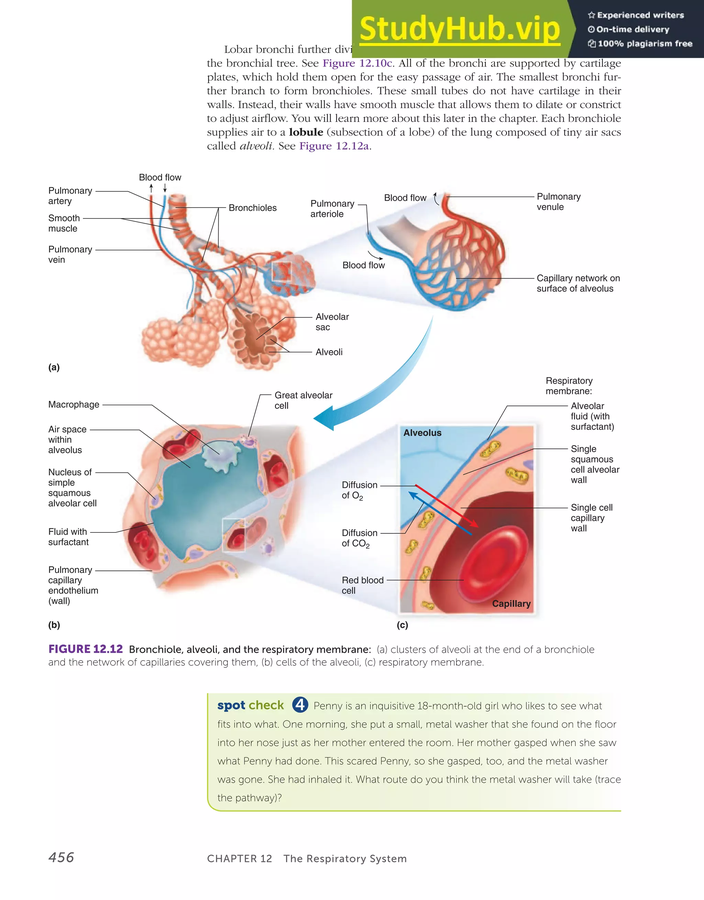 StudyHub.vip
Experienced writers
On-time delivery
100% plagiarism free
Lobar bronchi further divi
the bronchial tree. See Figure 12.10c. All of the bronchi are supported by cartilage
plates, which hold them open for the easy passage of air. The smallest bronchi fur-
ther branch to form bronchioles. These small tubes do not have cartilage in their
walls. Instead, their walls have smooth muscle that allows them to dilate or constrict
to adjust airflow. You will learn more about this later in the chapter. Each bronchiole
supplies air to a lobule (subsection of a lobe) of the lung composed of tiny air sacs
called alveoli. See Figure 12.12a.
Blood flow
Pulmonary
artery
Smooth
muscle
Pulmonary
vein
Bronchioles
Alveolar
sac
Alveoli
Pulmonary
arteriole
Blood flow
Blood flow
Pulmonary
venule
Capillary network on
surface of alveolus
(a)
Macrophage
Air space
within
alveolus
Nucleus of
simple
squamous
alveolar cell
Fluid with
surfactant
Pulmonary
capillary
endothelium
(wall)
Great alveolar
cell
(b)
Respiratory
membrane:
Alveolar
fluid (with
surfactant)
Single
squamous
cell alveolar
wall
Single cell
capillary
wall
Alveolus
Diffusion
of O2
Diffusion
of CO2
Red blood
cell
Capillary
(c)
FIGURE 12.12 Bronchiole, alveoli, and the respiratory membrane: (a) clusters of alveoli at the end of a bronchiole
and the network of capillaries covering them, (b) cells of the alveoli, (c) respiratory membrane.
spot check 4 Penny is an inquisitive 18-month-old girl who likes to see what
fits into what. One morning, she put a small, metal washer that she found on the floor
into her nose just as her mother entered the room. Her mother gasped when she saw
what Penny had done. This scared Penny, so she gasped, too, and the metal washer
was gone. She had inhaled it. What route do you think the metal washer will take (trace
the pathway)?
456
CHAPTER 12 The Respiratory System